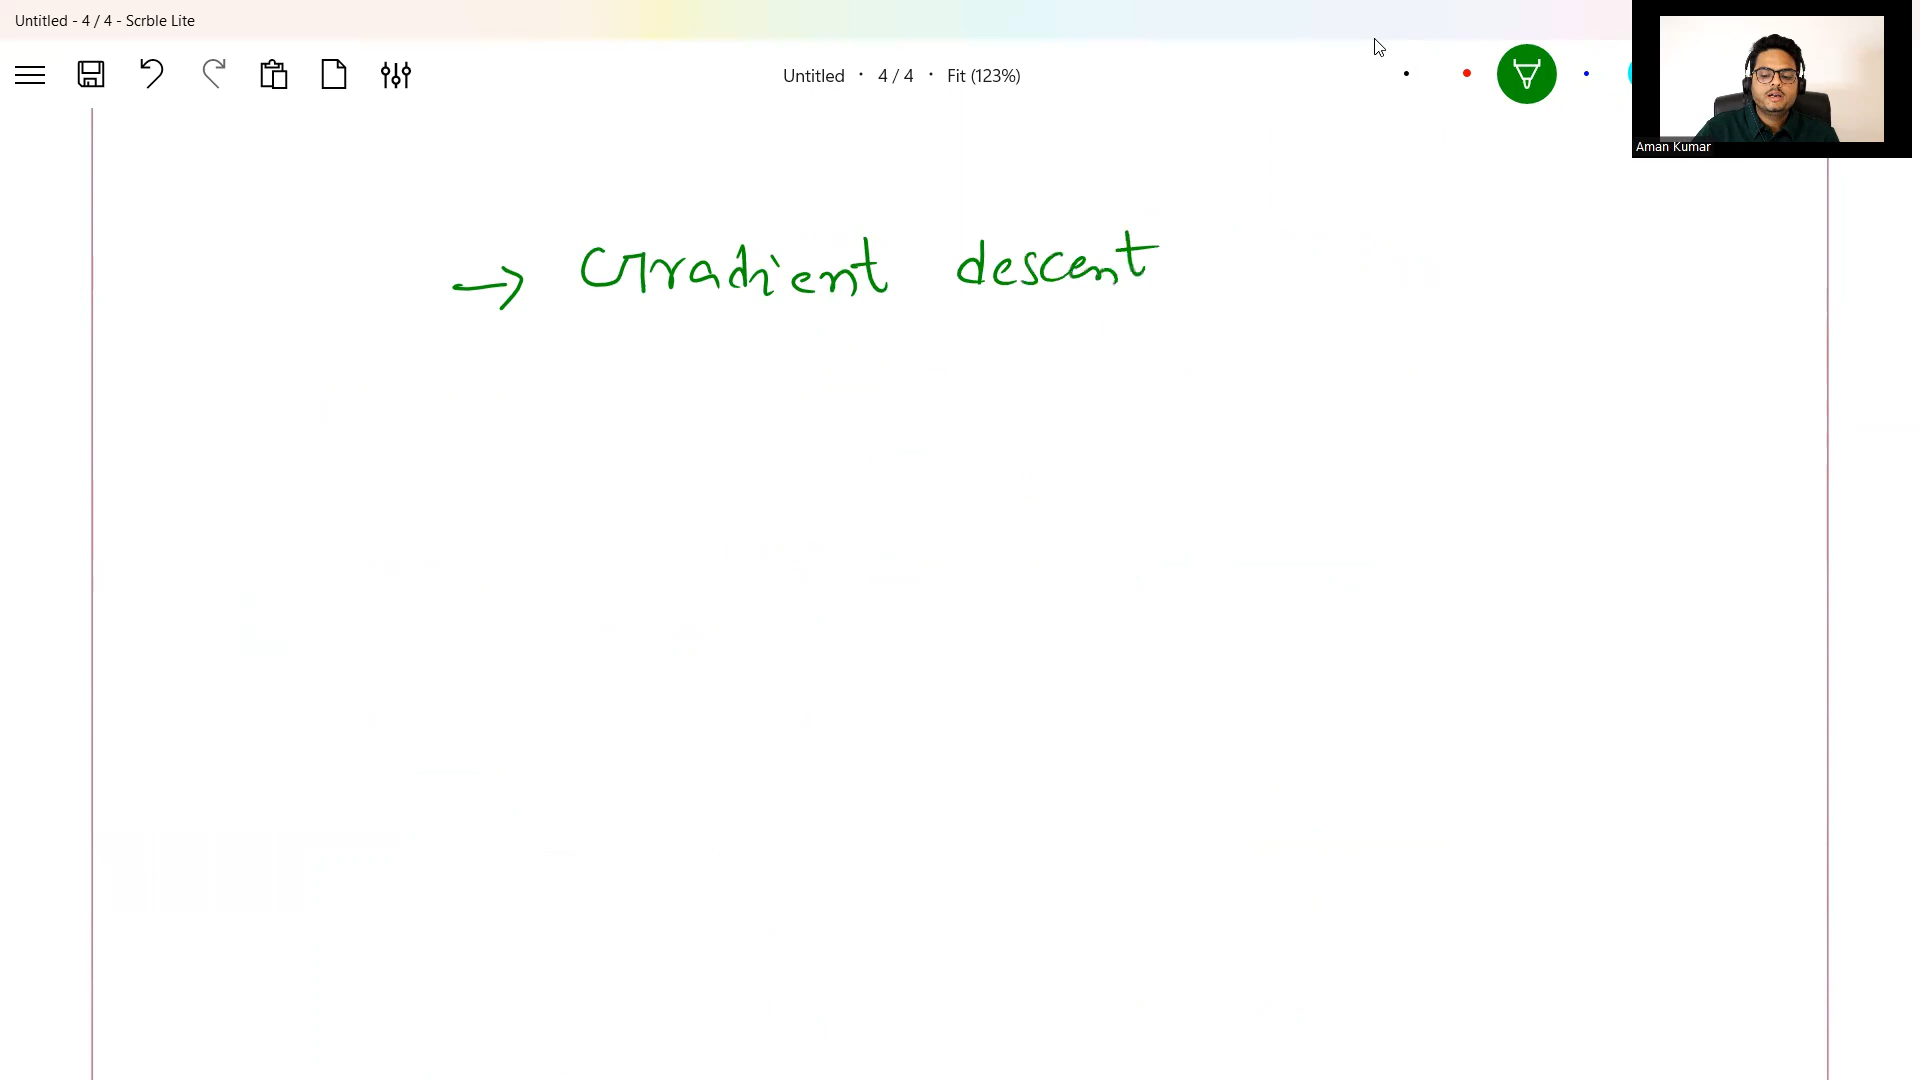 Untitled - 4 / 4 - Scrble Lite
Untitled · 4 / 4 · Fit (123%)
Aman Kumar
→ Gradient descent